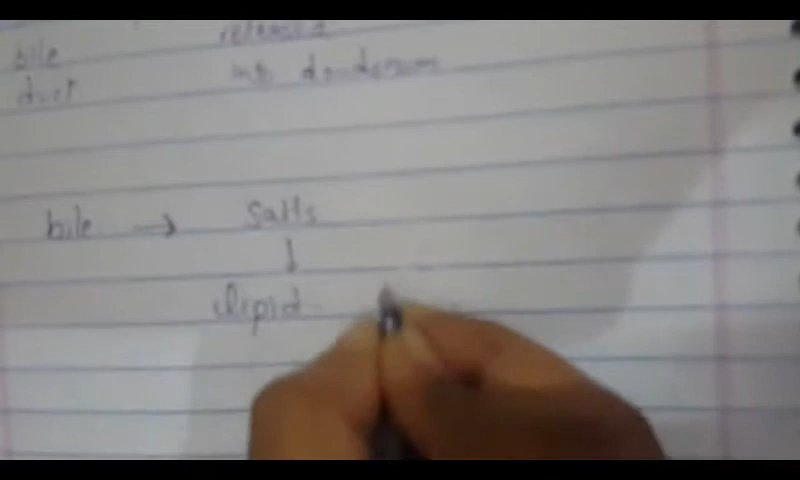 released
bile
into duodenum
duct
bile → Salts
↓
lipid